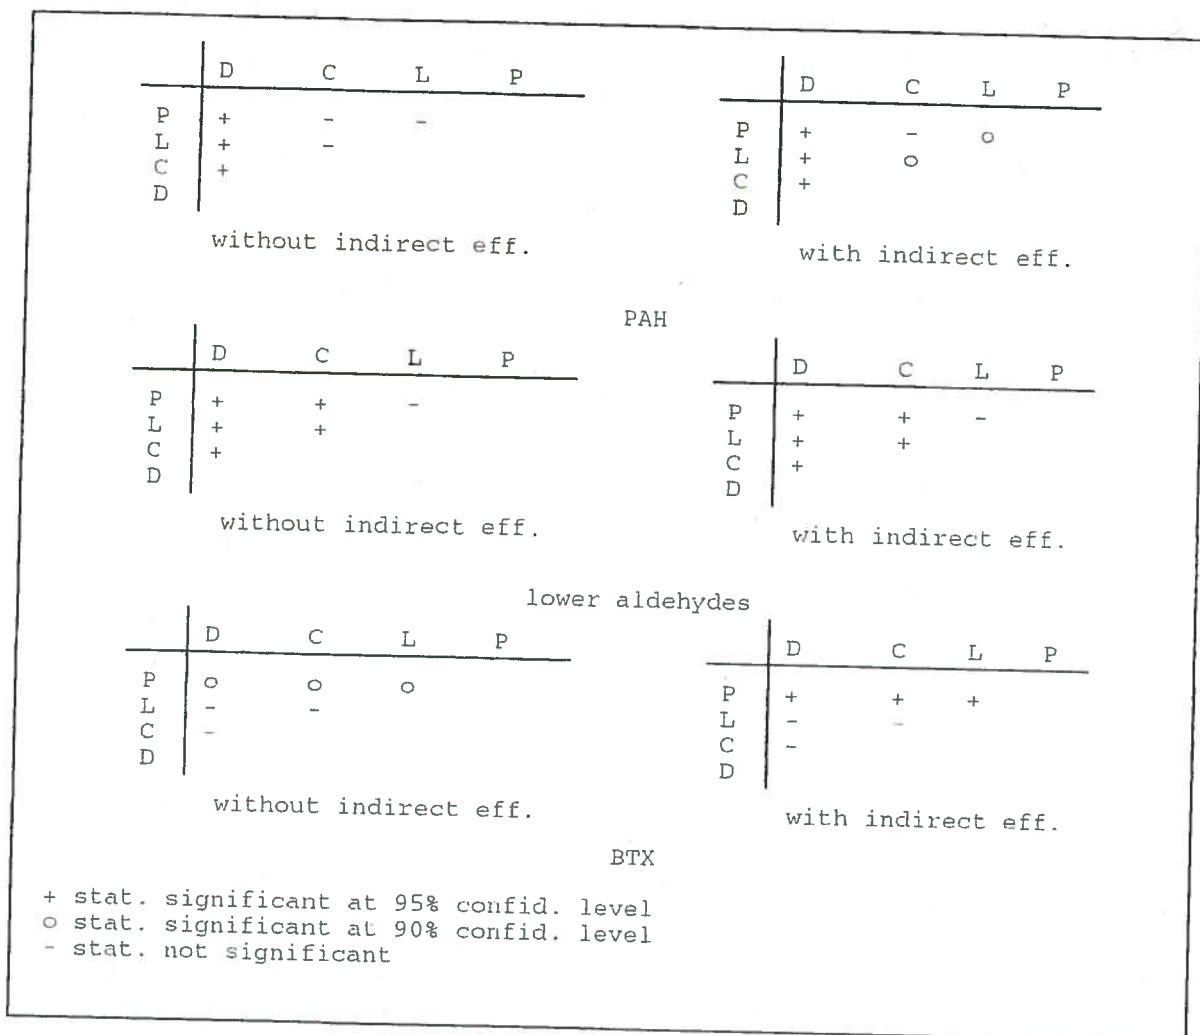 D C L P
P + - -
L + -
C +
D
without indirect eff.
D C L P
P + - o
L + o
C +
D
with indirect eff.
PAH
D C L P
P + + -
L + +
C +
D
without indirect eff.
D C L P
P + + -
L + +
C +
D
with indirect eff.
lower aldehydes
D C L P
P o o o
L - -
C -
D
without indirect eff.
D C L P
P + + +
L - -
C -
D
with indirect eff.
BTX
+ stat. significant at 95% confid. level
o stat. significant at 90% confid. level
- stat. not significant